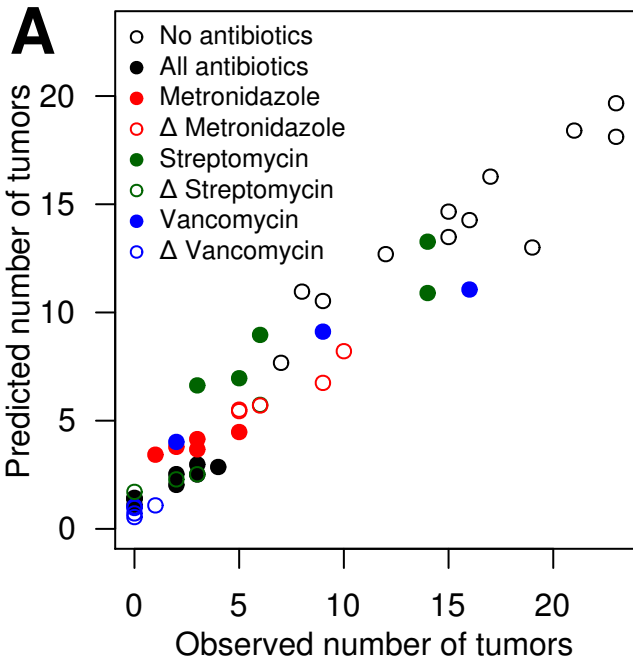 A
No antibiotics
All antibiotics
Metronidazole
Δ Metronidazole
Streptomycin
Δ Streptomycin
Vancomycin
Δ Vancomycin
Predicted number of tumors
20
15
10
5
0
0 5 10 15 20
Observed number of tumors